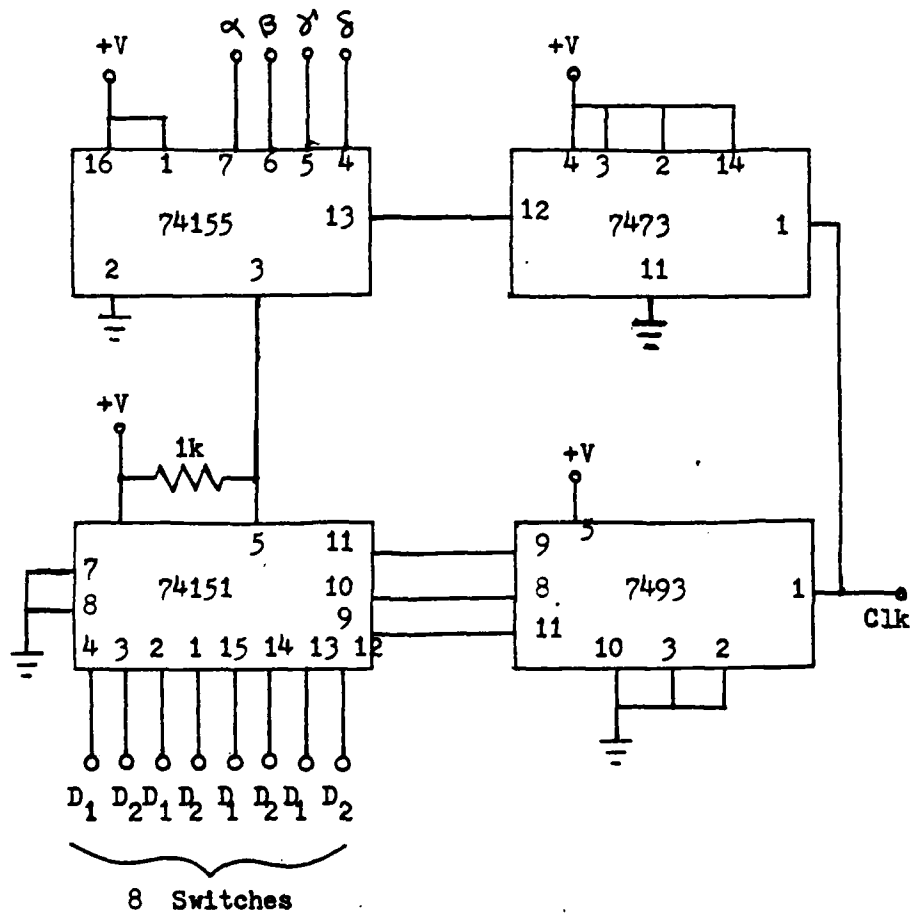 α β γ δ
+V
+V
16 1 7 6 5 4
4 3 2 14
74155 13
12 7473 1
2 3
11
+V
1k
+V
5 11
5
7 74151 10
9 8 7493 1
8 9
11
Clk
4 3 2 1 15 14 13 12
10 3 2
D1 D2 D1 D2 D1 D2 D1 D2
8 Switches